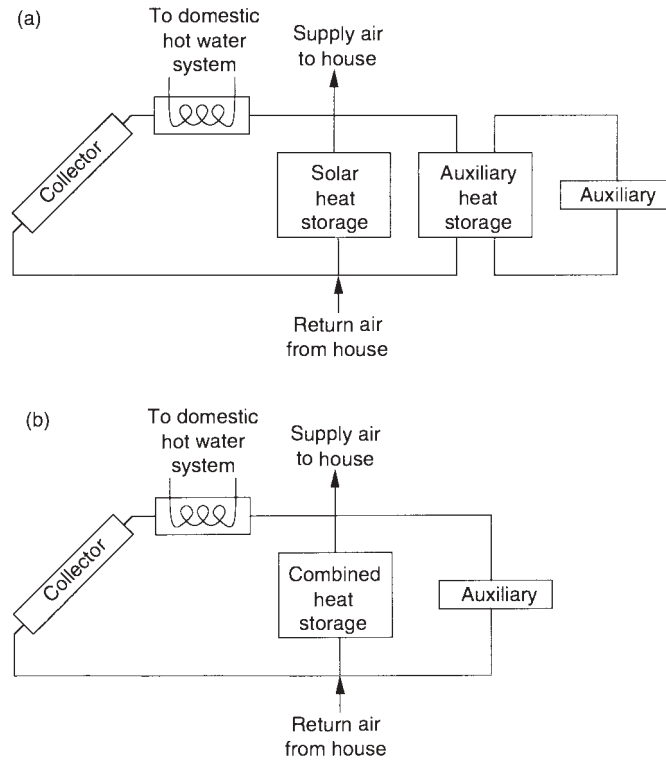 (a)
To domestic
hot water
system
Supply air
to house
Collector
Solar
heat
storage
Auxiliary
heat
storage
Auxiliary
Return air
from house
(b)
To domestic
hot water
system
Supply air
to house
Collector
Combined
heat
storage
Auxiliary
Return air
from house